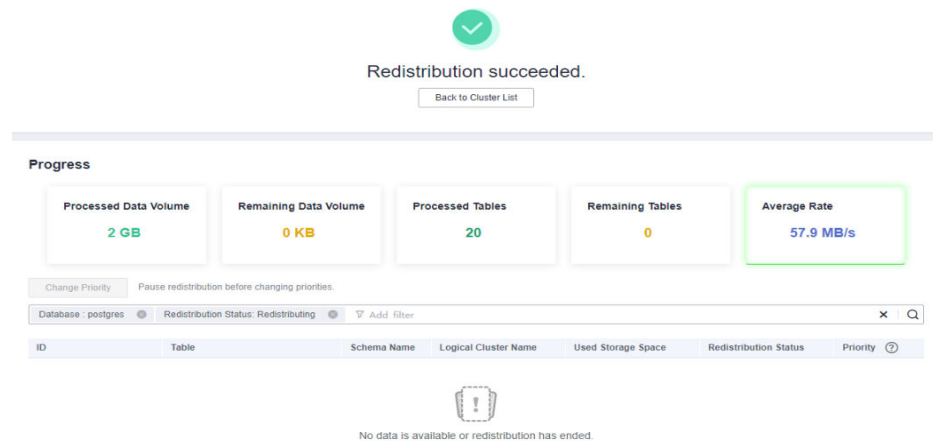 Redistribution succeeded.
Back to Cluster List
Progress
Processed Data Volume Remaining Data Volume Processed Tables Remaining Tables Average Rate
2 GB 0 KB 20 0 57.9 MB/s
Change Priority Pause redistribution before changing priorities.
Database : postgres Redistribution Status: Redistributing Add filter
ID Table Schema Name Logical Cluster Name Used Storage Space Redistribution Status Priority ?
No data is available or redistribution has ended.